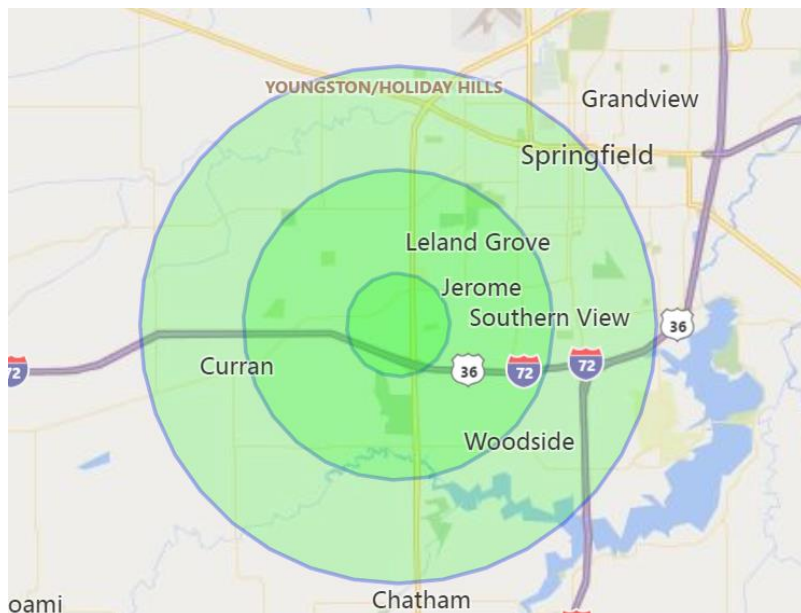 YOUNGSTON/HOLIDAY HILLS
Grandview
Springfield
Leland Grove
Jerome
Southern View
36
Curran
72
36
72
72
Woodside
Chatham
oami